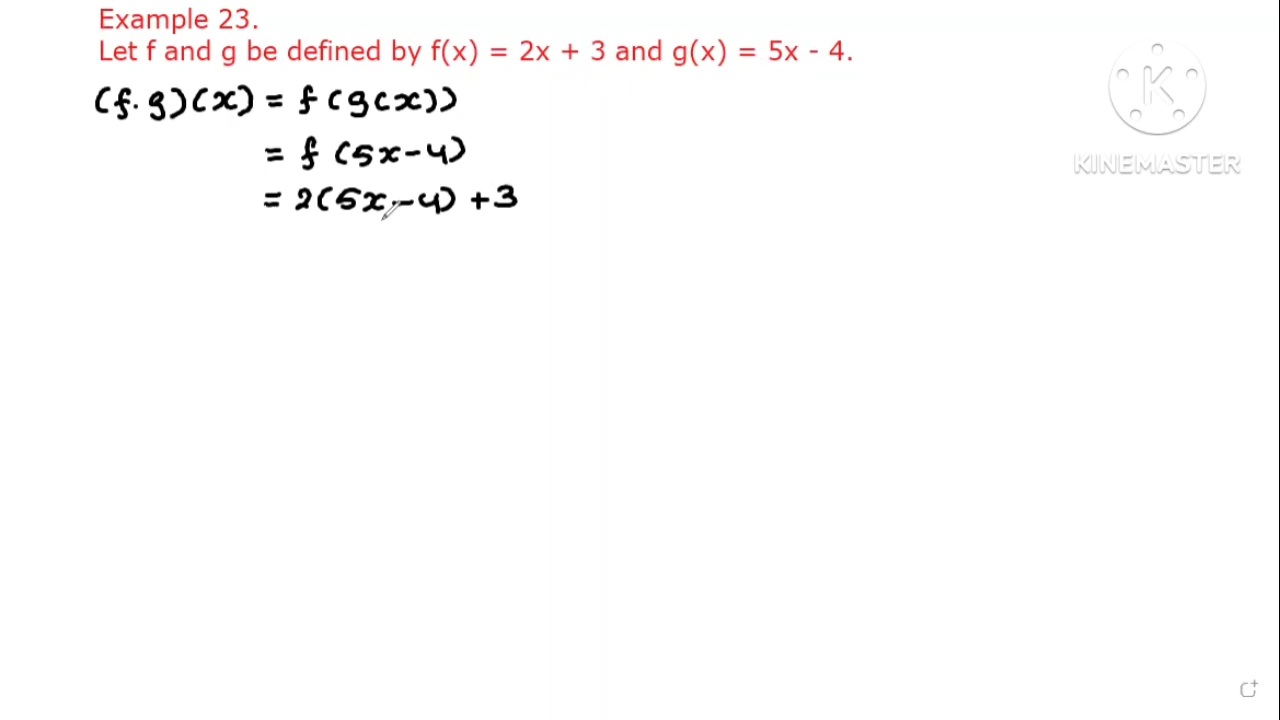 Example 23.
Let f and g be defined by f(x) = 2x + 3 and g(x) = 5x - 4.
(f.g)(x) = f(g(x))
= f(5x-4)
= 2(5x-4)+3
K
KINEMASTER